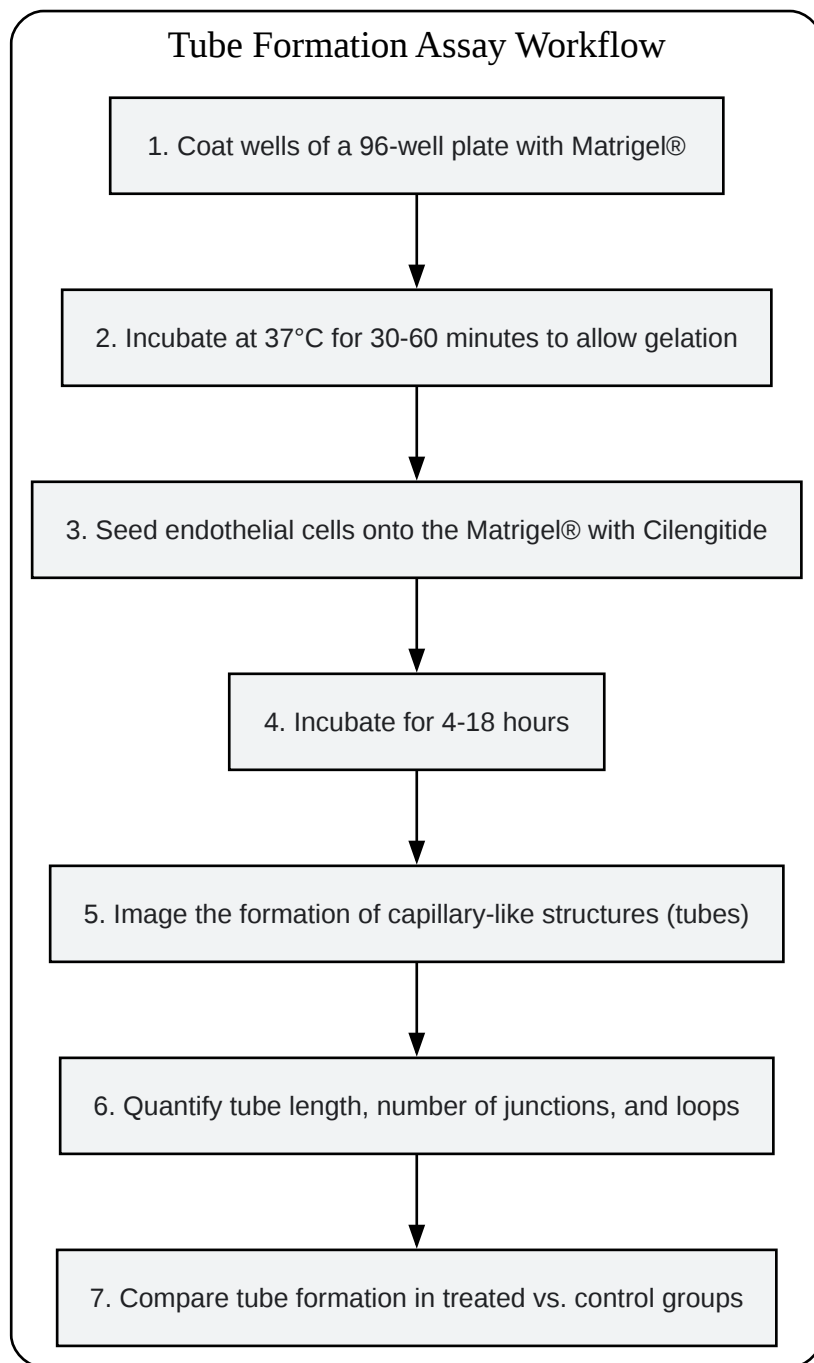 Tube Formation Assay Workflow
1. Coat wells of a 96-well plate with Matrigel®
2. Incubate at 37°C for 30-60 minutes to allow gelation
3. Seed endothelial cells onto the Matrigel® with Cilengitide
4. Incubate for 4-18 hours
5. Image the formation of capillary-like structures (tubes)
6. Quantify tube length, number of junctions, and loops
7. Compare tube formation in treated vs. control groups